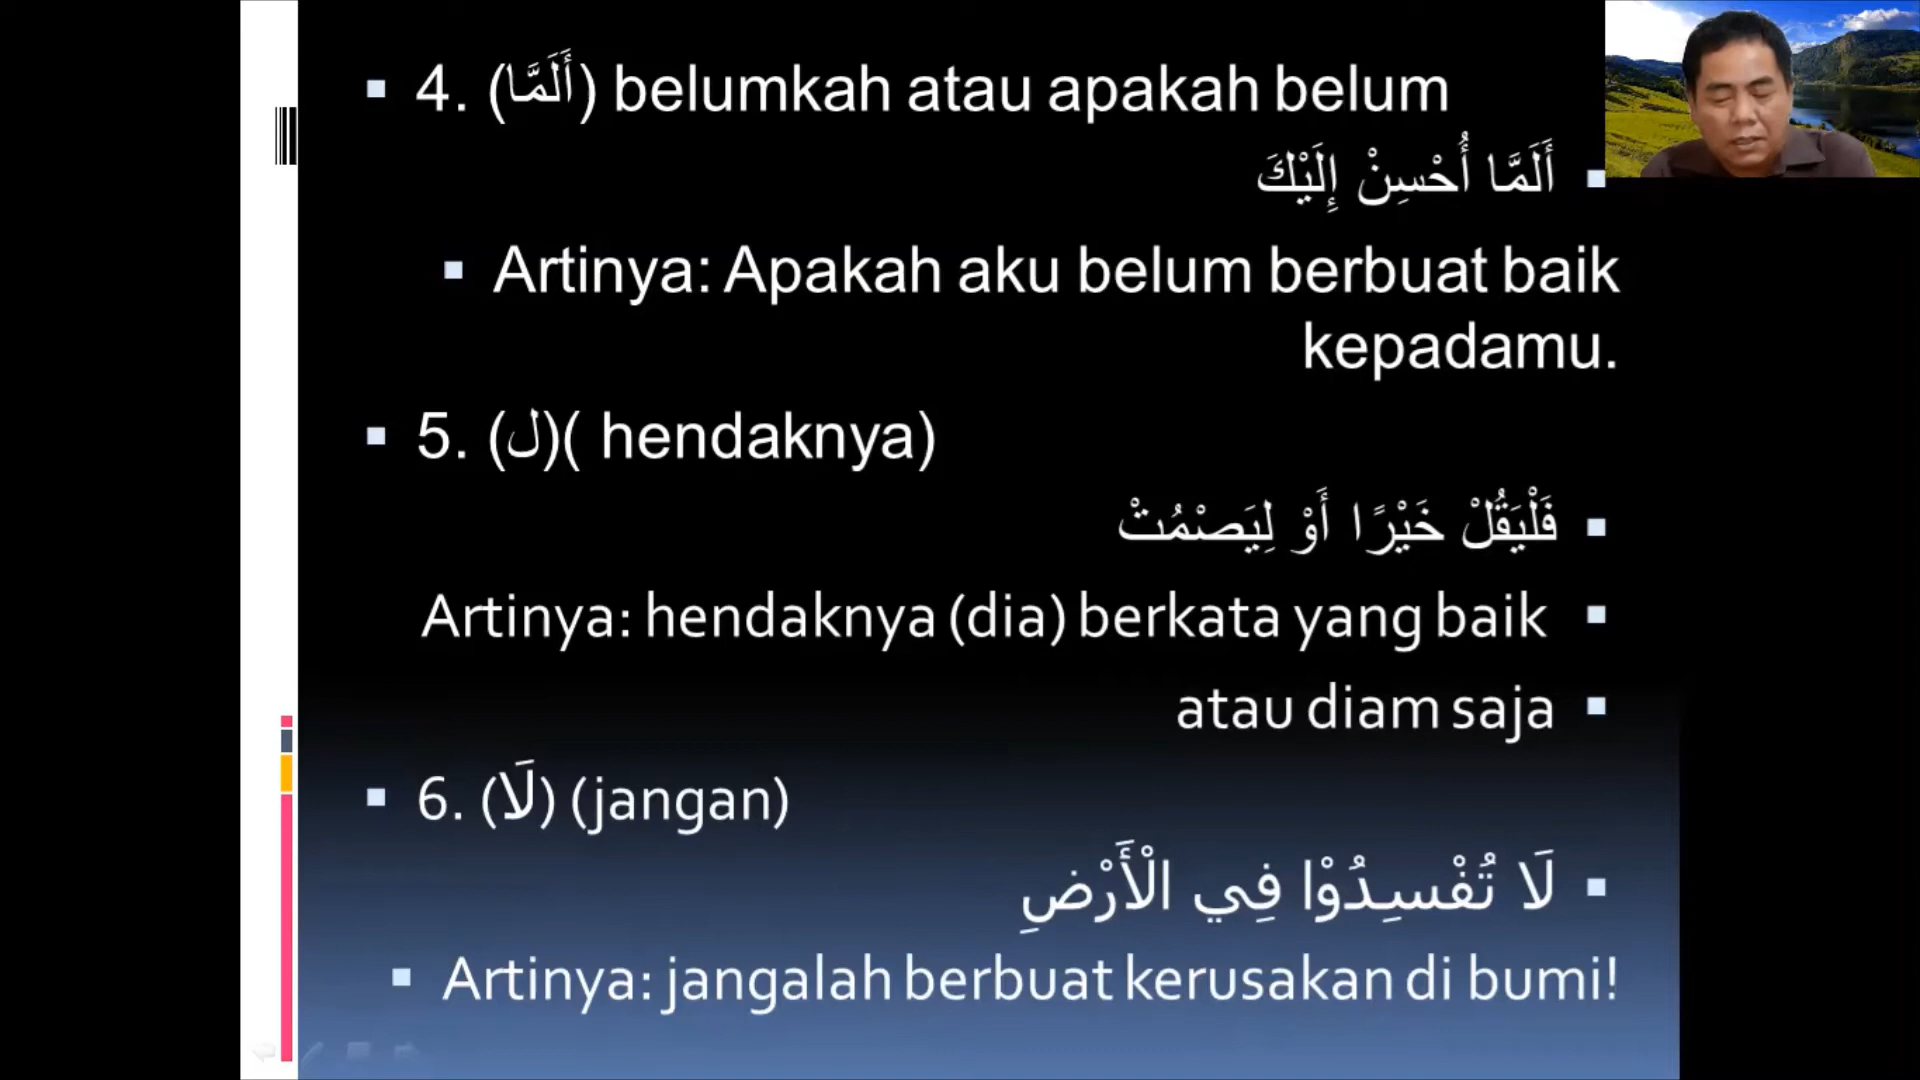 4. (أَلَمَّا) belumkah atau apakah belum
أَلَمَّا أُحْسِنْ إِلَيْكَ
Artinya: Apakah aku belum berbuat baik
kepadamu.
5. (ل)( hendaknya)
فَلْيَقُلْ خَيْرًا أَوْ لِيَصْمُتْ
Artinya: hendaknya (dia) berkata yang baik
atau diam saja
6. (لَا) (jangan)
لَا تُفْسِدُوْا فِي الْأَرْضِ
Artinya: jangalah berbuat kerusakan di bumi!